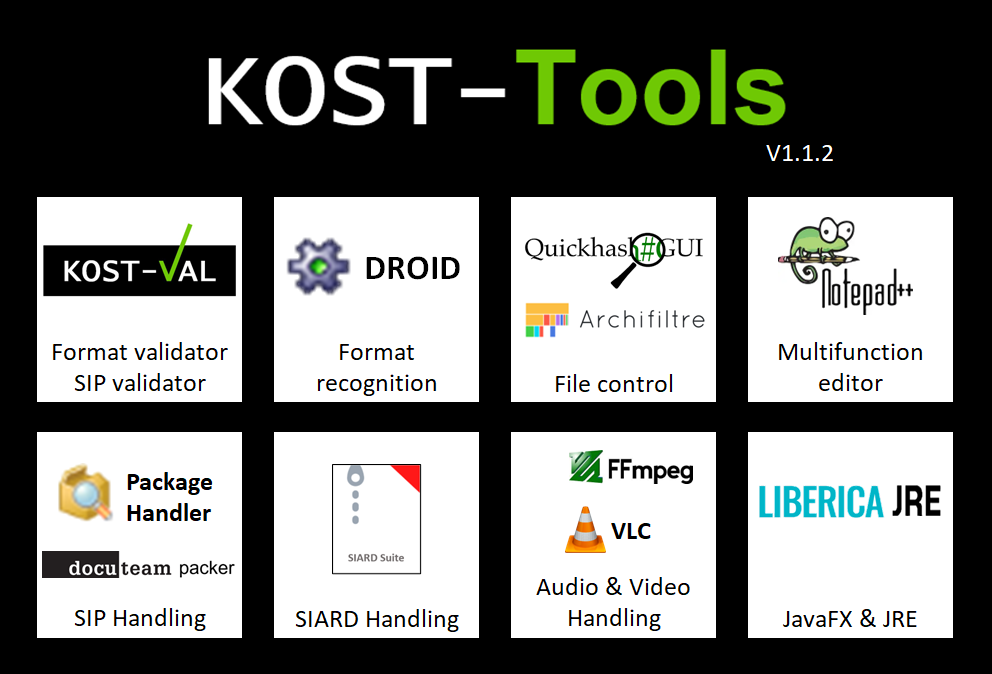 KOST-Tools
V1.1.2
KOST-VAL
Format validator
SIP validator
DROID
Format
recognition
Quickhash#GUI
Archifiltre
File control
Notepad++
Multifunction
editor
Package
Handler
docuteam packer
SIP Handling
SIARD Suite
SIARD Handling
FFmpeg
VLC
Audio & Video
Handling
LIBERICA JRE
JavaFX & JRE